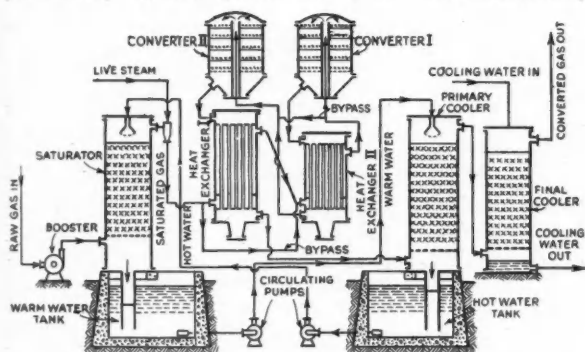 CONVERTER II
CONVERTER I
LIVE STEAM
BYPASS
COOLING WATER IN
PRIMARY COOLER
CONVERTED GAS OUT
SATURATOR
SATURATED GAS
HEAT EXCHANGER
HEAT EXCHANGER II
WARM WATER
HOT WATER
RAW GAS IN
BOOSTER
BYPASS
FINAL COOLER
COOLING WATER OUT
WARM WATER TANK
CIRCULATING PUMPS
HOT WATER TANK